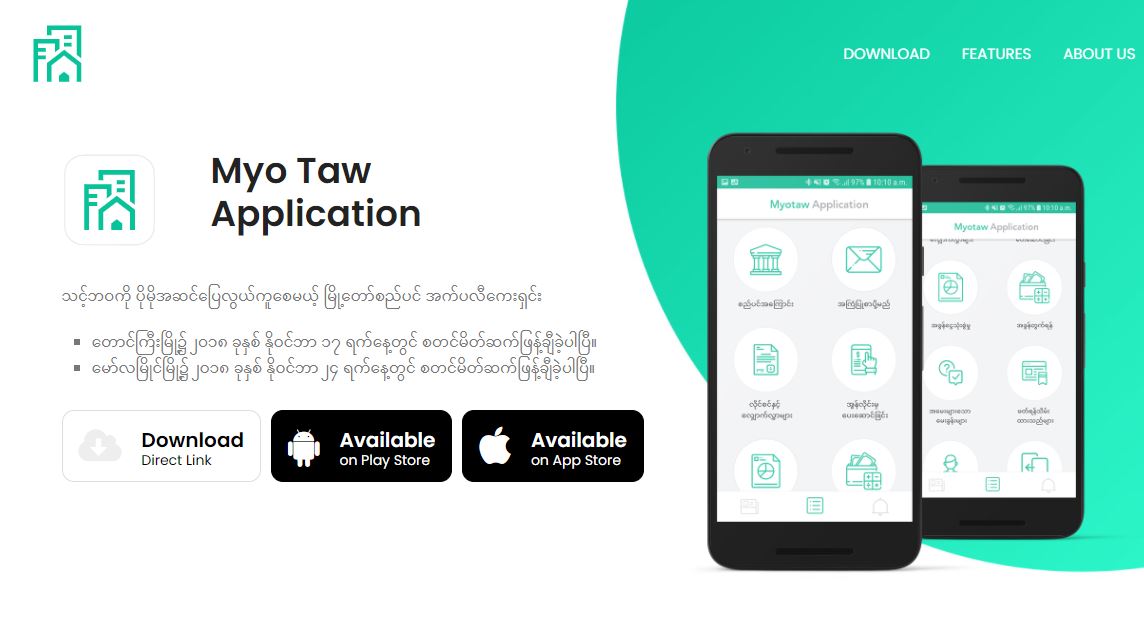 DOWNLOAD FEATURES ABOUT US
Myo Taw
Application
သင့်ဘဝကို ပိုမိုအဆင်ပြေလွယ်ကူစေမယ့် မြို့တော်စည်ပင် အက်ပလီကေးရှင်း
တောင်ကြီးမြို့၌ ၂၀၁၈ ခုနှစ် နိုဝင်ဘာ ၁၇ ရက်နေ့တွင် စတင်မိတ်ဆက်ဖြန့်ချီခဲ့ပါပြီ။
မော်လမြိုင်မြို့၌ ၂၀၁၈ ခုနှစ် နိုဝင်ဘာ ၂၄ ရက်နေ့တွင် စတင်မိတ်ဆက်ဖြန့်ချီခဲ့ပါပြီ။
Download
Direct Link
Available
on Play Store
Available
on App Store
97% 10:10 a.m.
Myotaw Application
စည်ပင်အကြောင်း
အကြံပြုစာပို့မည်
လိုင်စင်နှင့်
လျှောက်လွှာများ
အွန်လိုင်းမှ
ပေးဆောင်ခြင်း
97% 10:10 a.m.
Myotaw Application
အခွန်ငွေသုံးစွဲမှု
အခွန်တွက်ရန်
အမေးများသော
မေးခွန်းများ
မှတ်ရန်သိမ်း
ထားသည်များ